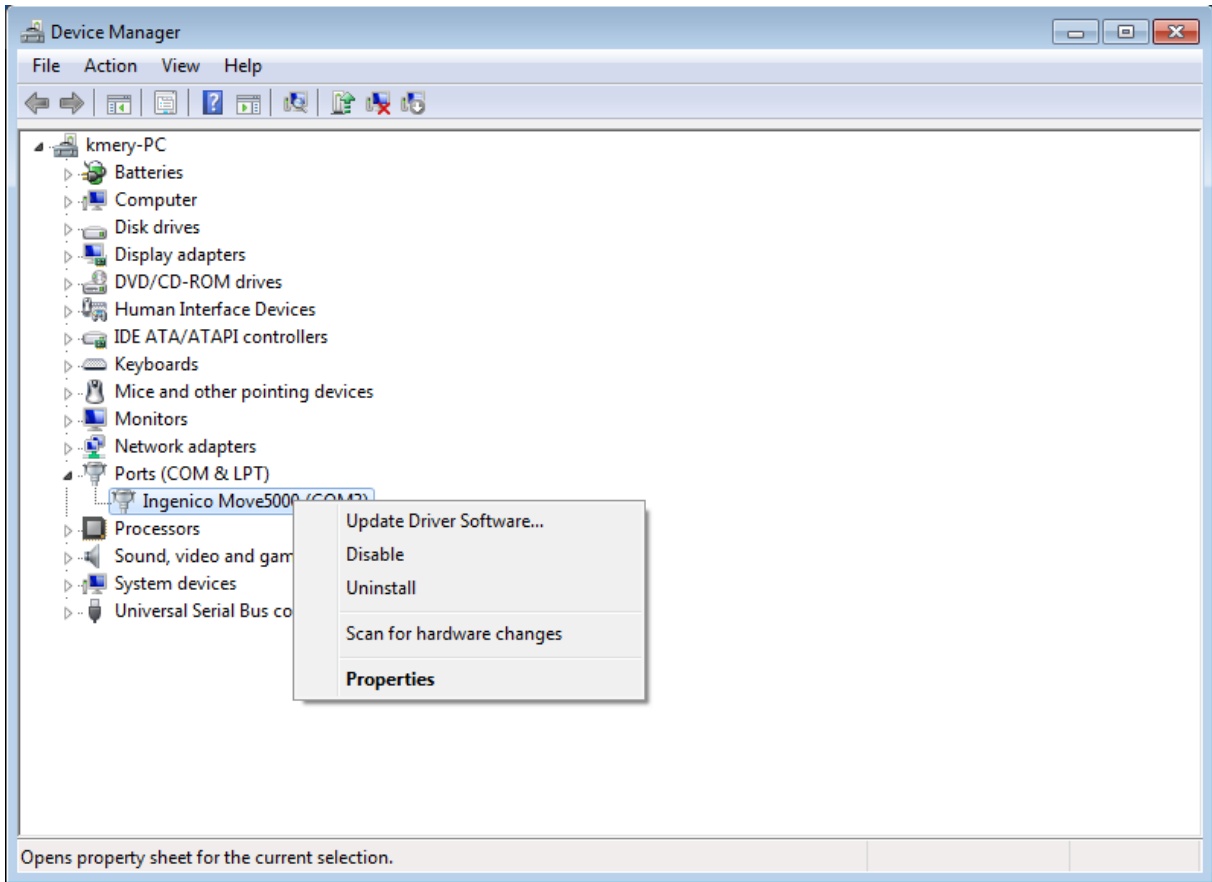 Device Manager
File Action View Help
kmery-PC
Batteries
Computer
Disk drives
Display adapters
DVD/CD-ROM drives
Human Interface Devices
IDE ATA/ATAPI controllers
Keyboards
Mice and other pointing devices
Monitors
Network adapters
Ports (COM & LPT)
Ingenico Move5000
Processors
Sound, video and gam
System devices
Universal Serial Bus co
Update Driver Software...
Disable
Uninstall
Scan for hardware changes
Properties
Opens property sheet for the current selection.